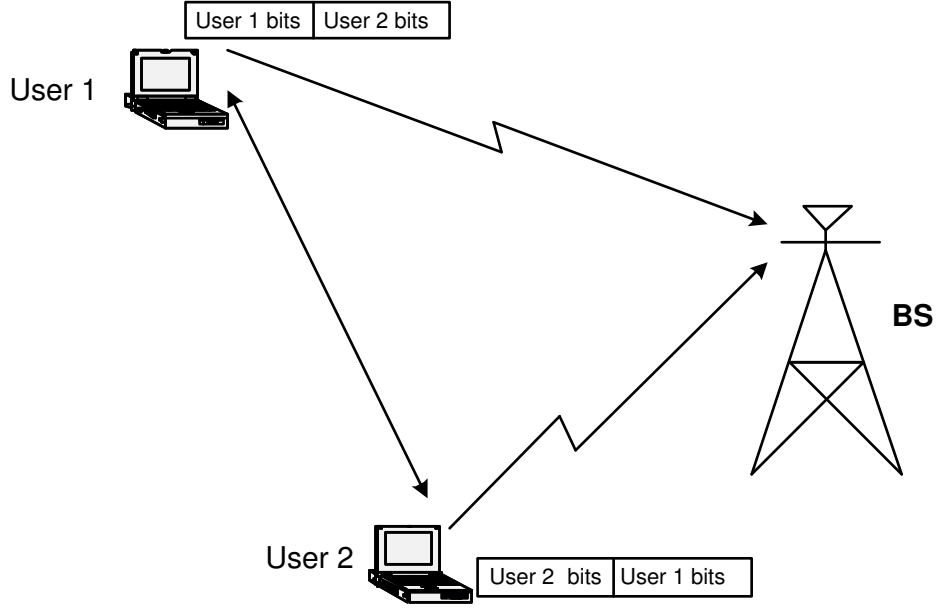 User 1 bits User 2 bits
User 1
BS
User 2
User 2 bits User 1 bits